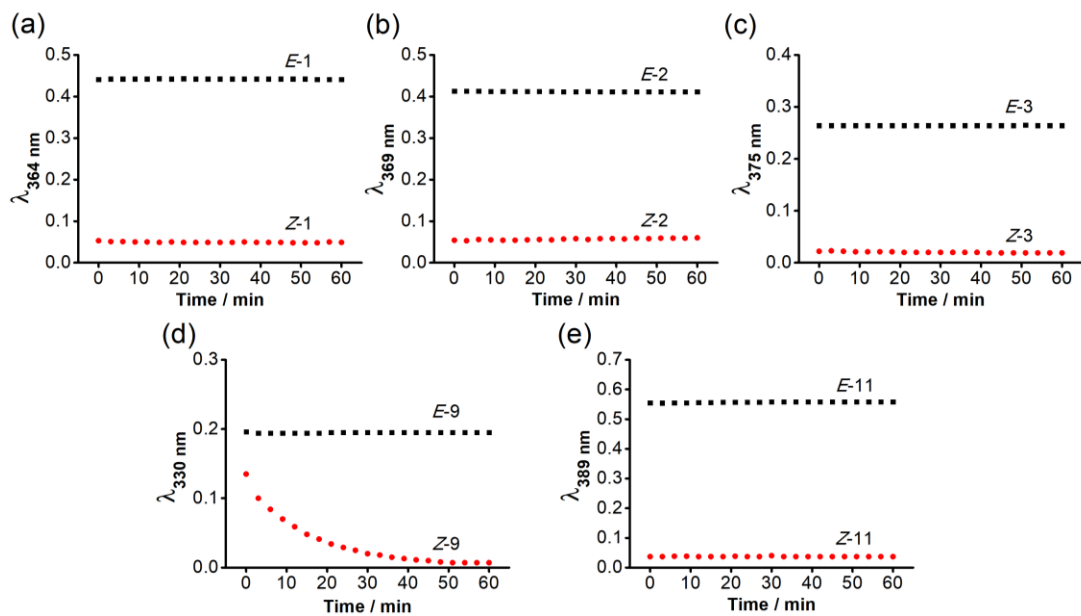 (a)
λ364 nm
0.5
0.4
0.3
0.2
0.1
0.0
E-1
Z-1
0 10 20 30 40 50 60
Time / min
(b)
λ369 nm
0.5
0.4
0.3
0.2
0.1
0.0
E-2
Z-2
0 10 20 30 40 50 60
Time / min
(c)
λ375 nm
0.4
0.3
0.2
0.1
0.0
E-3
Z-3
0 10 20 30 40 50 60
Time / min
(d)
λ330 nm
0.3
0.2
0.1
0.0
E-9
Z-9
0 10 20 30 40 50 60
Time / min
(e)
λ389 nm
0.7
0.6
0.5
0.4
0.3
0.2
0.1
0.0
E-11
Z-11
0 10 20 30 40 50 60
Time / min